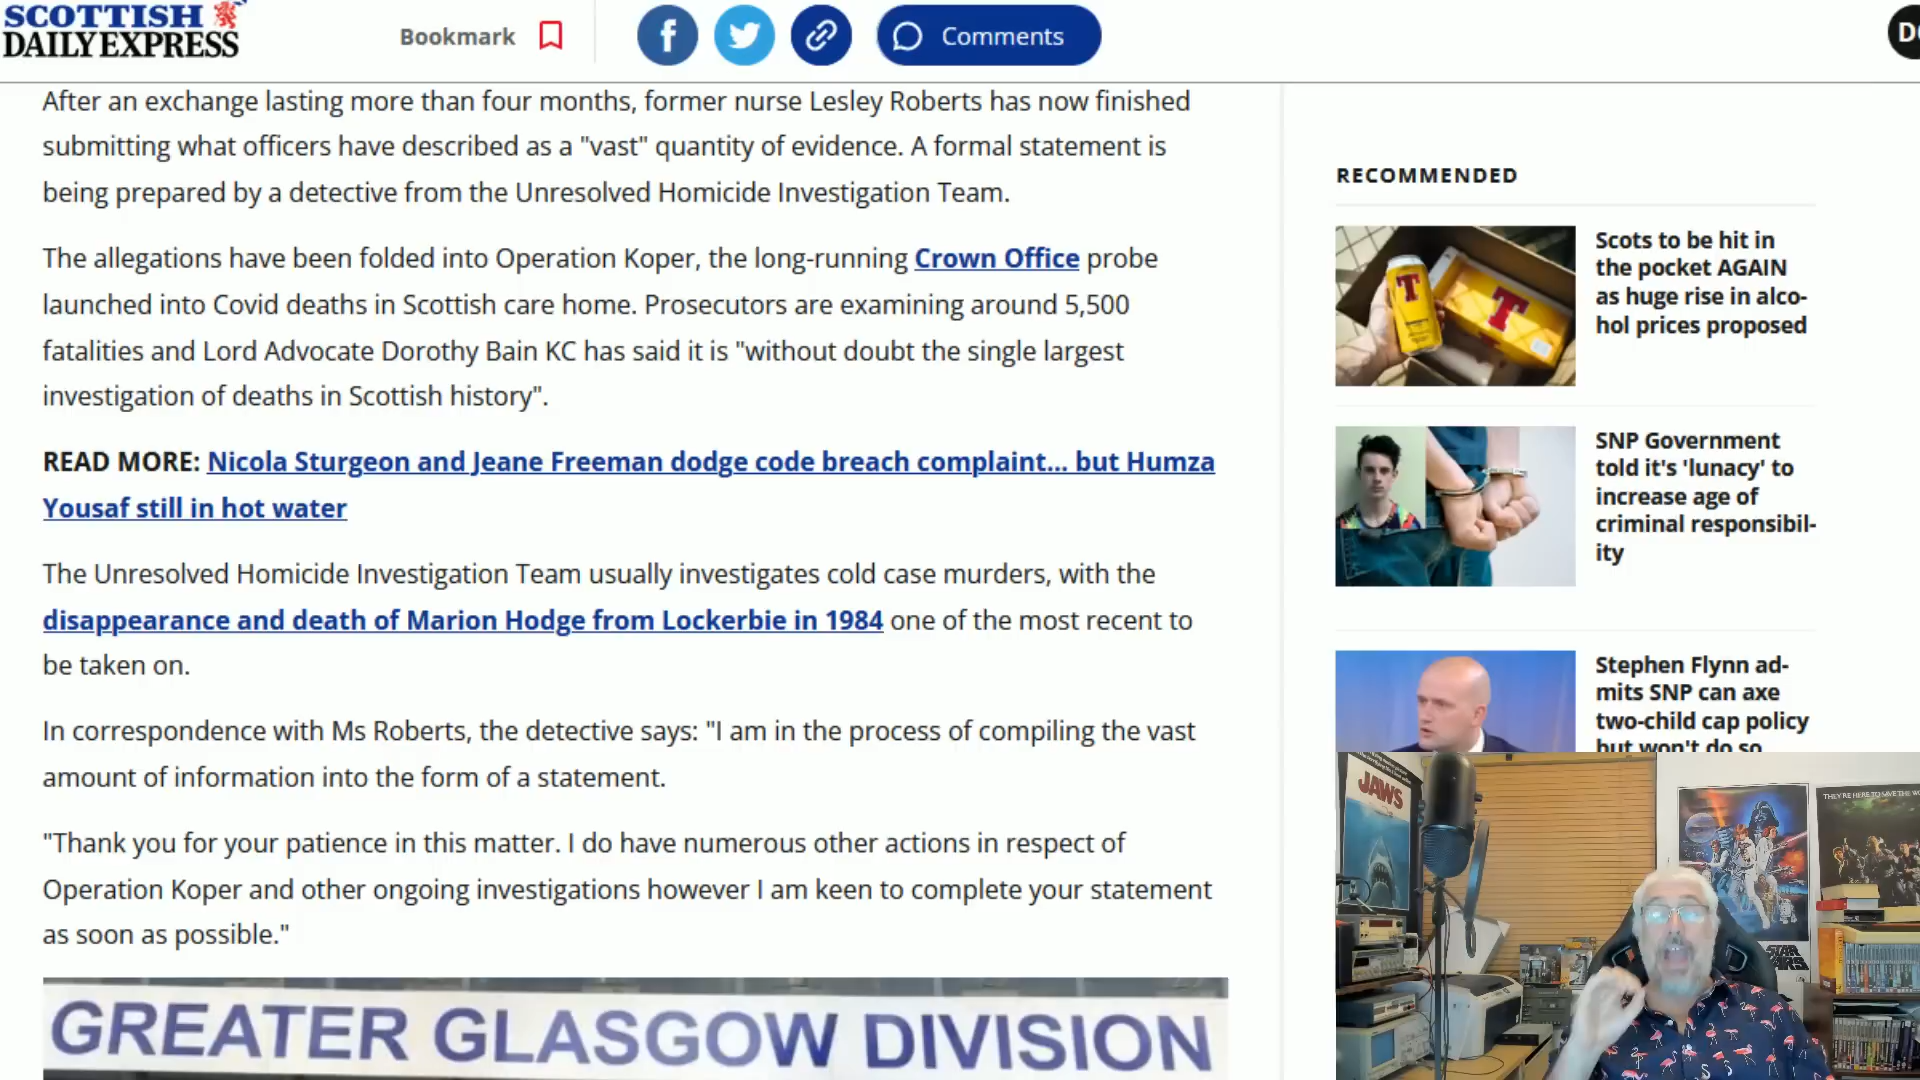 SCOTTISH
DAILY EXPRESS
Bookmark
Comments
After an exchange lasting more than four months, former nurse Lesley Roberts has now finished
submitting what officers have described as a "vast" quantity of evidence. A formal statement is
being prepared by a detective from the Unresolved Homicide Investigation Team.
The allegations have been folded into Operation Koper, the long-running Crown Office probe
launched into Covid deaths in Scottish care home. Prosecutors are examining around 5,500
fatalities and Lord Advocate Dorothy Bain KC has said it is "without doubt the single largest
investigation of deaths in Scottish history".
READ MORE: Nicola Sturgeon and Jeane Freeman dodge code breach complaint... but Humza
Yousaf still in hot water
The Unresolved Homicide Investigation Team usually investigates cold case murders, with the
disappearance and death of Marion Hodge from Lockerbie in 1984 one of the most recent to
be taken on.
In correspondence with Ms Roberts, the detective says: "I am in the process of compiling the vast
amount of information into the form of a statement.
"Thank you for your patience in this matter. I do have numerous other actions in respect of
Operation Koper and other ongoing investigations however I am keen to complete your statement
as soon as possible."
GREATER GLASGOW DIVISION
RECOMMENDED
T
T
Scots to be hit in
the pocket AGAIN
as huge rise in alco-
hol prices proposed
SNP Government
told it's 'lunacy' to
increase age of
criminal responsibil-
ity
Stephen Flynn ad-
mits SNP can axe
two-child cap policy
but won't do so
JAWS
THEY'RE HERE TO SAVE THE
STAR
WARS